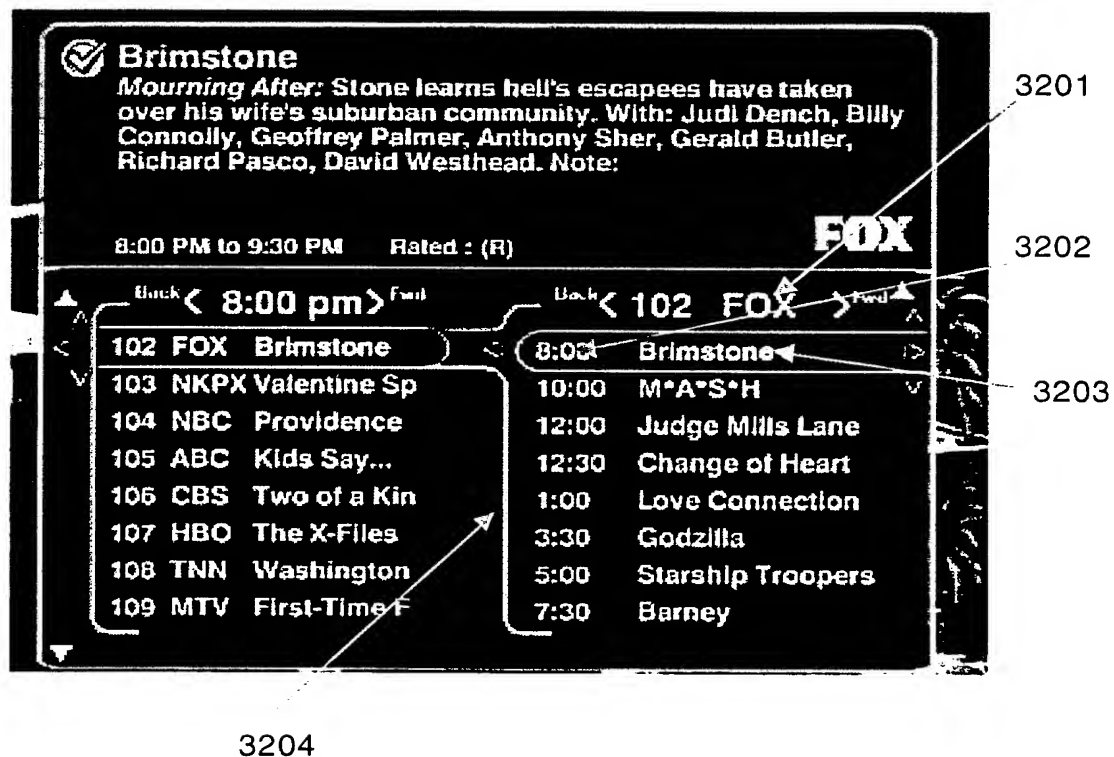 Brimstone
Mourning After: Stone learns hell's escapees have taken
over his wife's suburban community. With: Judi Dench, Billy
Connolly, Geoffrey Palmer, Anthony Sher, Gerald Butler,
Richard Pasco, David Westhead. Note:
8:00 PM to 9:30 PM Rated : (R)
FOX
Back < 8:00 pm > Fwd
102 FOX Brimstone
103 NKPX Valentine Sp
104 NBC Providence
105 ABC Kids Say...
106 CBS Two of a Kin
107 HBO The X-Files
108 TNN Washington
109 MTV First-Time F
Back < 102 FOX > Fwd
8:00 Brimstone
10:00 M*A*S*H
12:00 Judge Mills Lane
12:30 Change of Heart
1:00 Love Connection
3:30 Godzilla
5:00 Starship Troopers
7:30 Barney
3201
3202
3203
3204